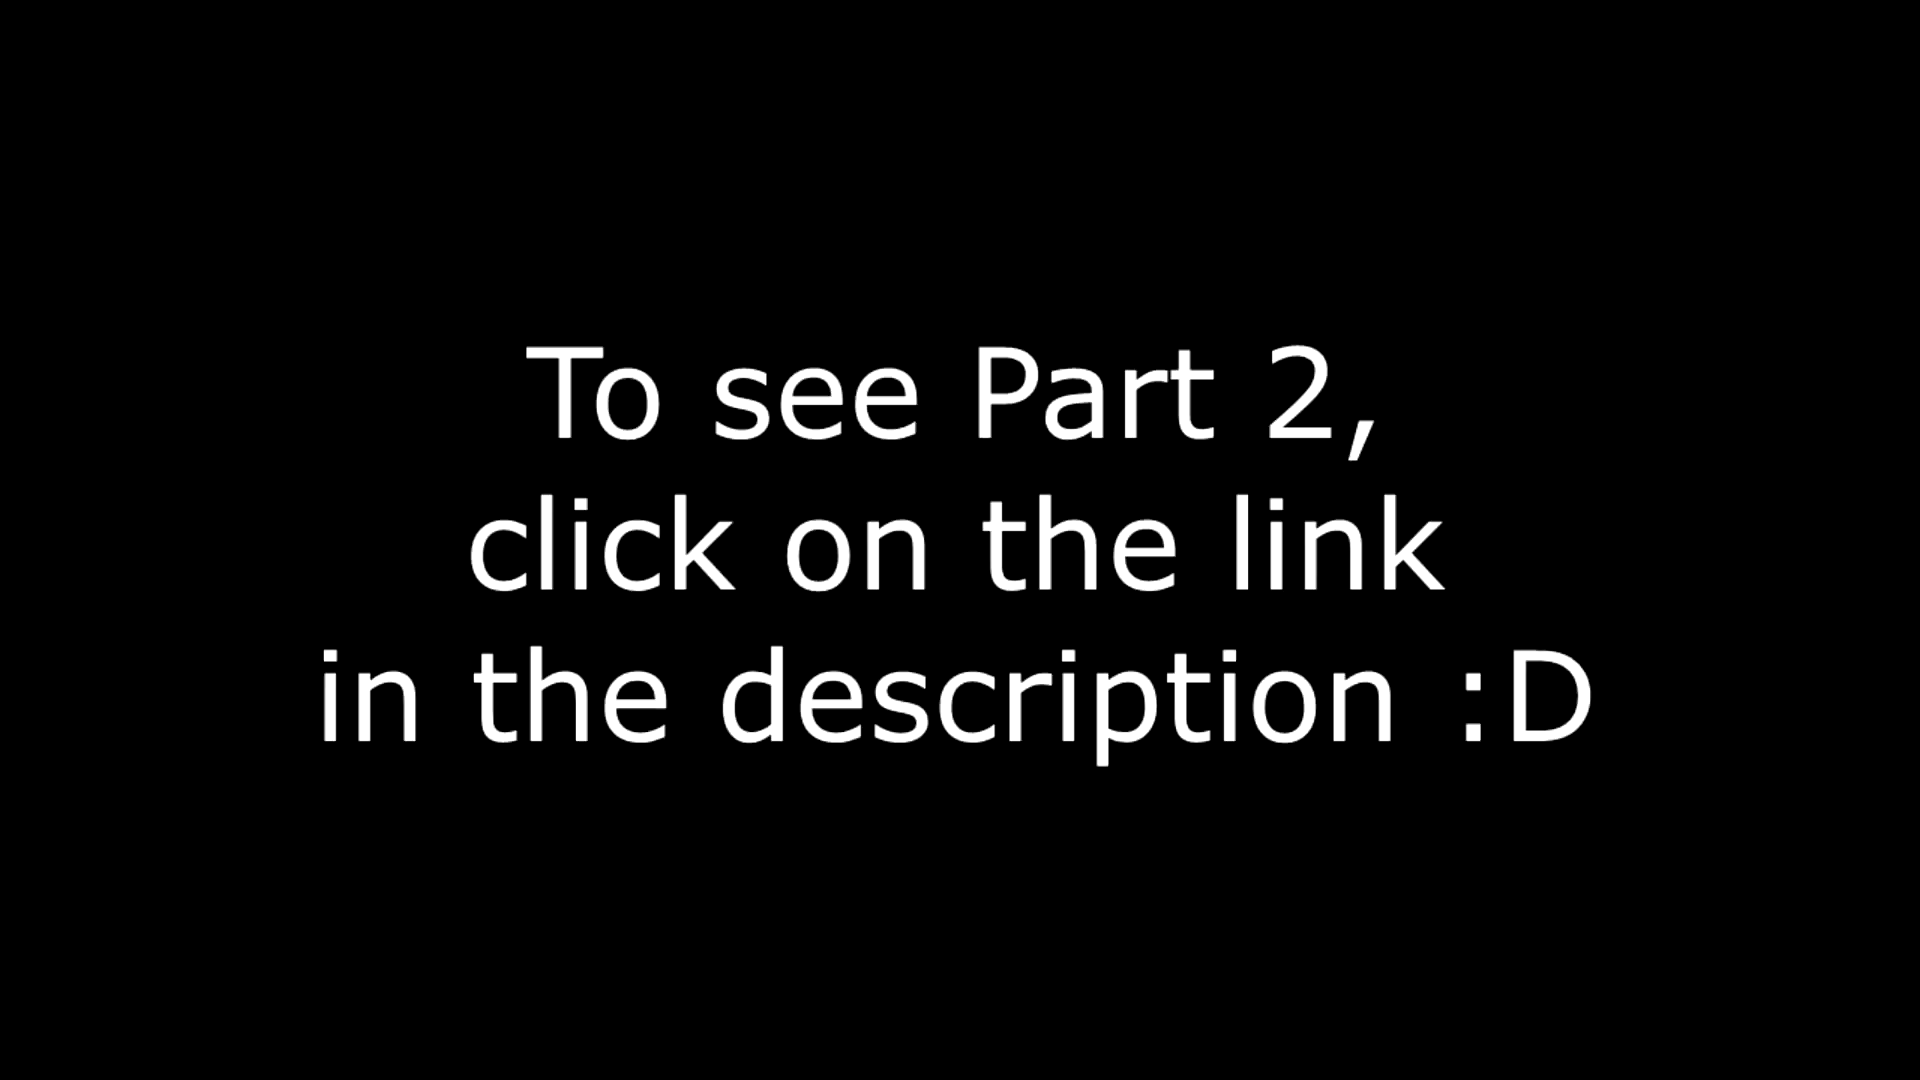 To see Part 2,
click on the link
in the description :D